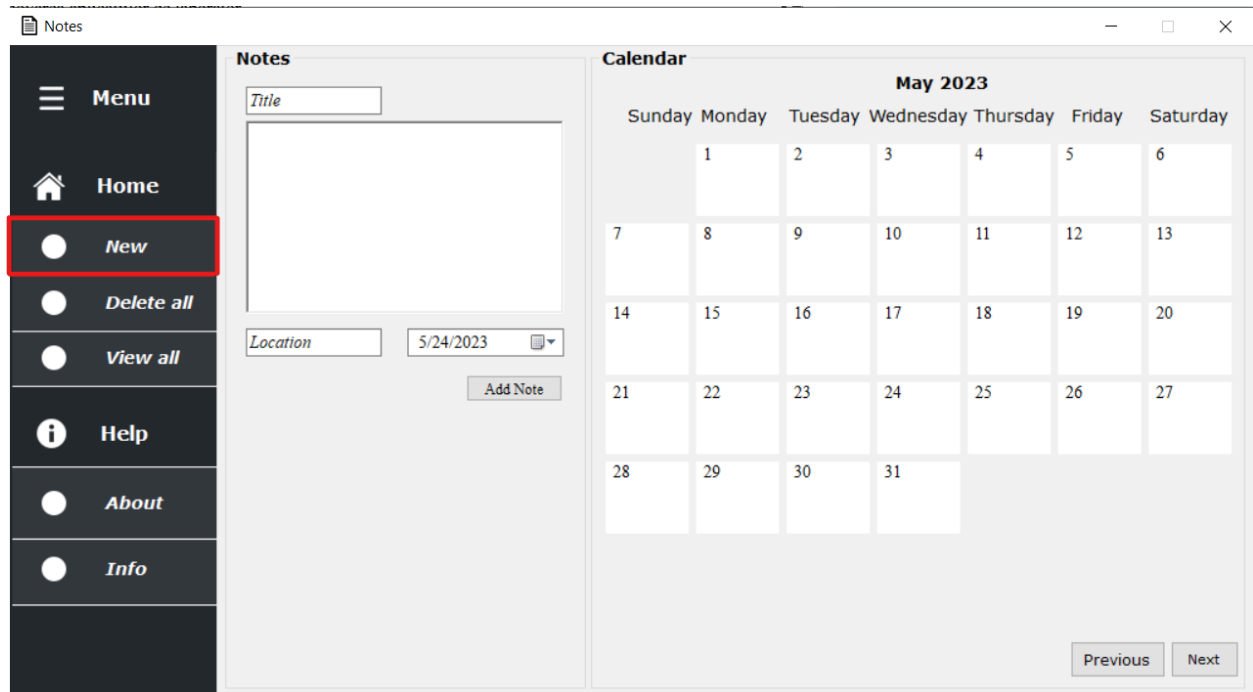 Notes
Menu
Home
New
Delete all
View all
Help
About
Info
Notes
Title
Location
5/24/2023
Add Note
Calendar
May 2023
Sunday Monday Tuesday Wednesday Thursday Friday Saturday
1 2 3 4 5 6
7 8 9 10 11 12 13
14 15 16 17 18 19 20
21 22 23 24 25 26 27
28 29 30 31
Previous Next